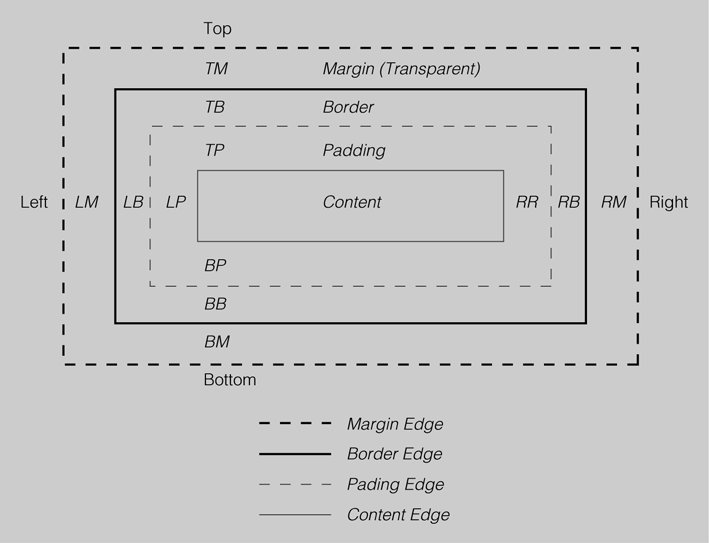 Top
TM Margin (Transparent)
TB Border
TP Padding
Left LM LB LP Content RR RB RM Right
BP
BB
BM
Bottom
Margin Edge
Border Edge
Pading Edge
Content Edge